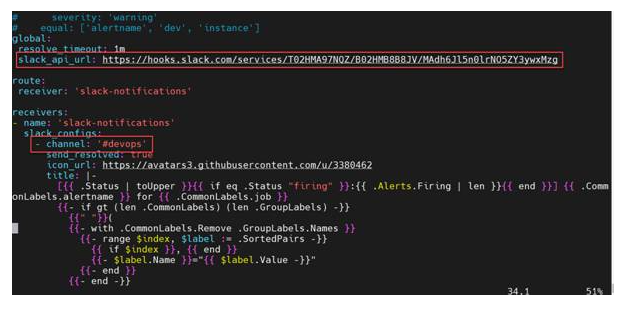 #      severity: 'warning'
#    equal: ['alertname', 'dev', 'instance']
global:
 resolve_timeout: 1m
 slack_api_url: https://hooks.slack.com/services/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
route:
 receiver: 'slack-notifications'
receivers:
- name: 'slack-notifications'
  slack_configs:
  - channel: '#devops'
    send_resolved: true
    icon_url: https://avatars3.githubusercontent.com/u/3380462
    title: |-
      [{{ .Status | toUpper }}{{ if eq .Status "firing" }}:{{ .Alerts.Firing | len }}{{ end }}] {{ .Comm
onLabels.alertname }} for {{ .CommonLabels.job }}
      {{- if gt (len .CommonLabels) (len .GroupLabels) -}}
        {{" "}}(
        {{- with .CommonLabels.Remove .GroupLabels.Names }}
          {{- range $index, $label := .SortedPairs -}}
            {{ if $index }}, {{ end }}
            {{- $label.Name }}="{{ $label.Value -}}"
          {{- end }}
        {{- end -}}
34.1 51%